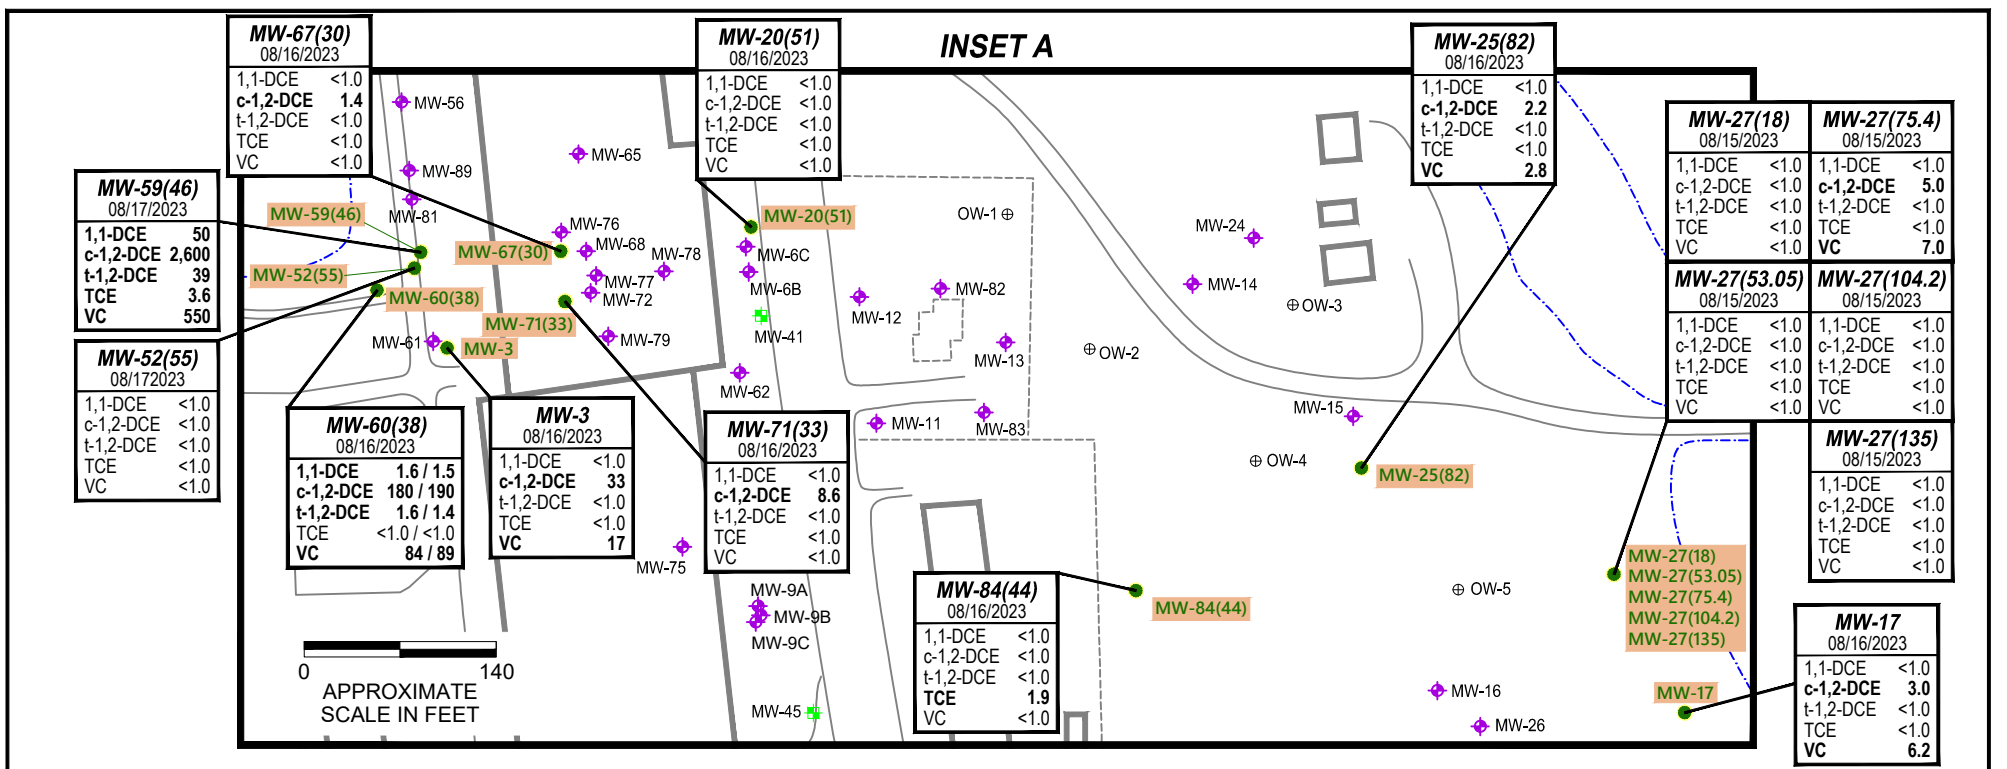 INSET A
MW-67(30)
08/16/2023
1,1-DCE <1.0
c-1,2-DCE 1.4
t-1,2-DCE <1.0
TCE <1.0
VC <1.0
MW-20(51)
08/16/2023
1,1-DCE <1.0
c-1,2-DCE <1.0
t-1,2-DCE <1.0
TCE <1.0
VC <1.0
MW-25(82)
08/16/2023
1,1-DCE <1.0
c-1,2-DCE 2.2
t-1,2-DCE <1.0
TCE <1.0
VC 2.8
MW-27(18)
08/15/2023
1,1-DCE <1.0
c-1,2-DCE <1.0
t-1,2-DCE <1.0
TCE <1.0
VC <1.0
MW-27(75.4)
08/15/2023
1,1-DCE <1.0
c-1,2-DCE 5.0
t-1,2-DCE <1.0
TCE <1.0
VC 7.0
MW-27(53.05)
08/15/2023
1,1-DCE <1.0
c-1,2-DCE <1.0
t-1,2-DCE <1.0
TCE <1.0
VC <1.0
MW-27(104.2)
08/15/2023
1,1-DCE <1.0
c-1,2-DCE <1.0
t-1,2-DCE <1.0
TCE <1.0
VC <1.0
MW-27(135)
08/15/2023
1,1-DCE <1.0
c-1,2-DCE <1.0
t-1,2-DCE <1.0
TCE <1.0
VC <1.0
MW-59(46)
08/17/2023
1,1-DCE 50
c-1,2-DCE 2,600
t-1,2-DCE 39
TCE 3.6
VC 550
MW-52(55)
08/172023
1,1-DCE <1.0
c-1,2-DCE <1.0
t-1,2-DCE <1.0
TCE <1.0
VC <1.0
MW-60(38)
08/16/2023
1,1-DCE 1.6 / 1.5
c-1,2-DCE 180 / 190
t-1,2-DCE 1.6 / 1.4
TCE <1.0 / <1.0
VC 84 / 89
MW-3
08/16/2023
1,1-DCE <1.0
c-1,2-DCE 33
t-1,2-DCE <1.0
TCE <1.0
VC 17
MW-71(33)
08/16/2023
1,1-DCE <1.0
c-1,2-DCE 8.6
t-1,2-DCE <1.0
TCE <1.0
VC <1.0
MW-84(44)
08/16/2023
1,1-DCE <1.0
c-1,2-DCE <1.0
t-1,2-DCE <1.0
TCE 1.9
VC <1.0
MW-17
08/16/2023
1,1-DCE <1.0
c-1,2-DCE 3.0
t-1,2-DCE <1.0
TCE <1.0
VC 6.2
MW-56
MW-65
MW-89
MW-81
MW-59(46)
MW-52(55)
MW-60(38)
MW-61
MW-3
MW-76
MW-68
MW-67(30)
MW-78
MW-77
MW-72
MW-71(33)
MW-79
MW-20(51)
MW-6C
MW-6B
MW-41
MW-62
MW-12
MW-82
MW-13
MW-11
MW-83
OW-1
OW-2
MW-24
MW-14
OW-3
MW-15
OW-4
MW-25(82)
MW-75
MW-9A
MW-9B
MW-9C
MW-45
MW-84(44)
OW-5
MW-16
MW-26
MW-27(18)
MW-27(53.05)
MW-27(75.4)
MW-27(104.2)
MW-27(135)
MW-17
0 140
APPROXIMATE
SCALE IN FEET